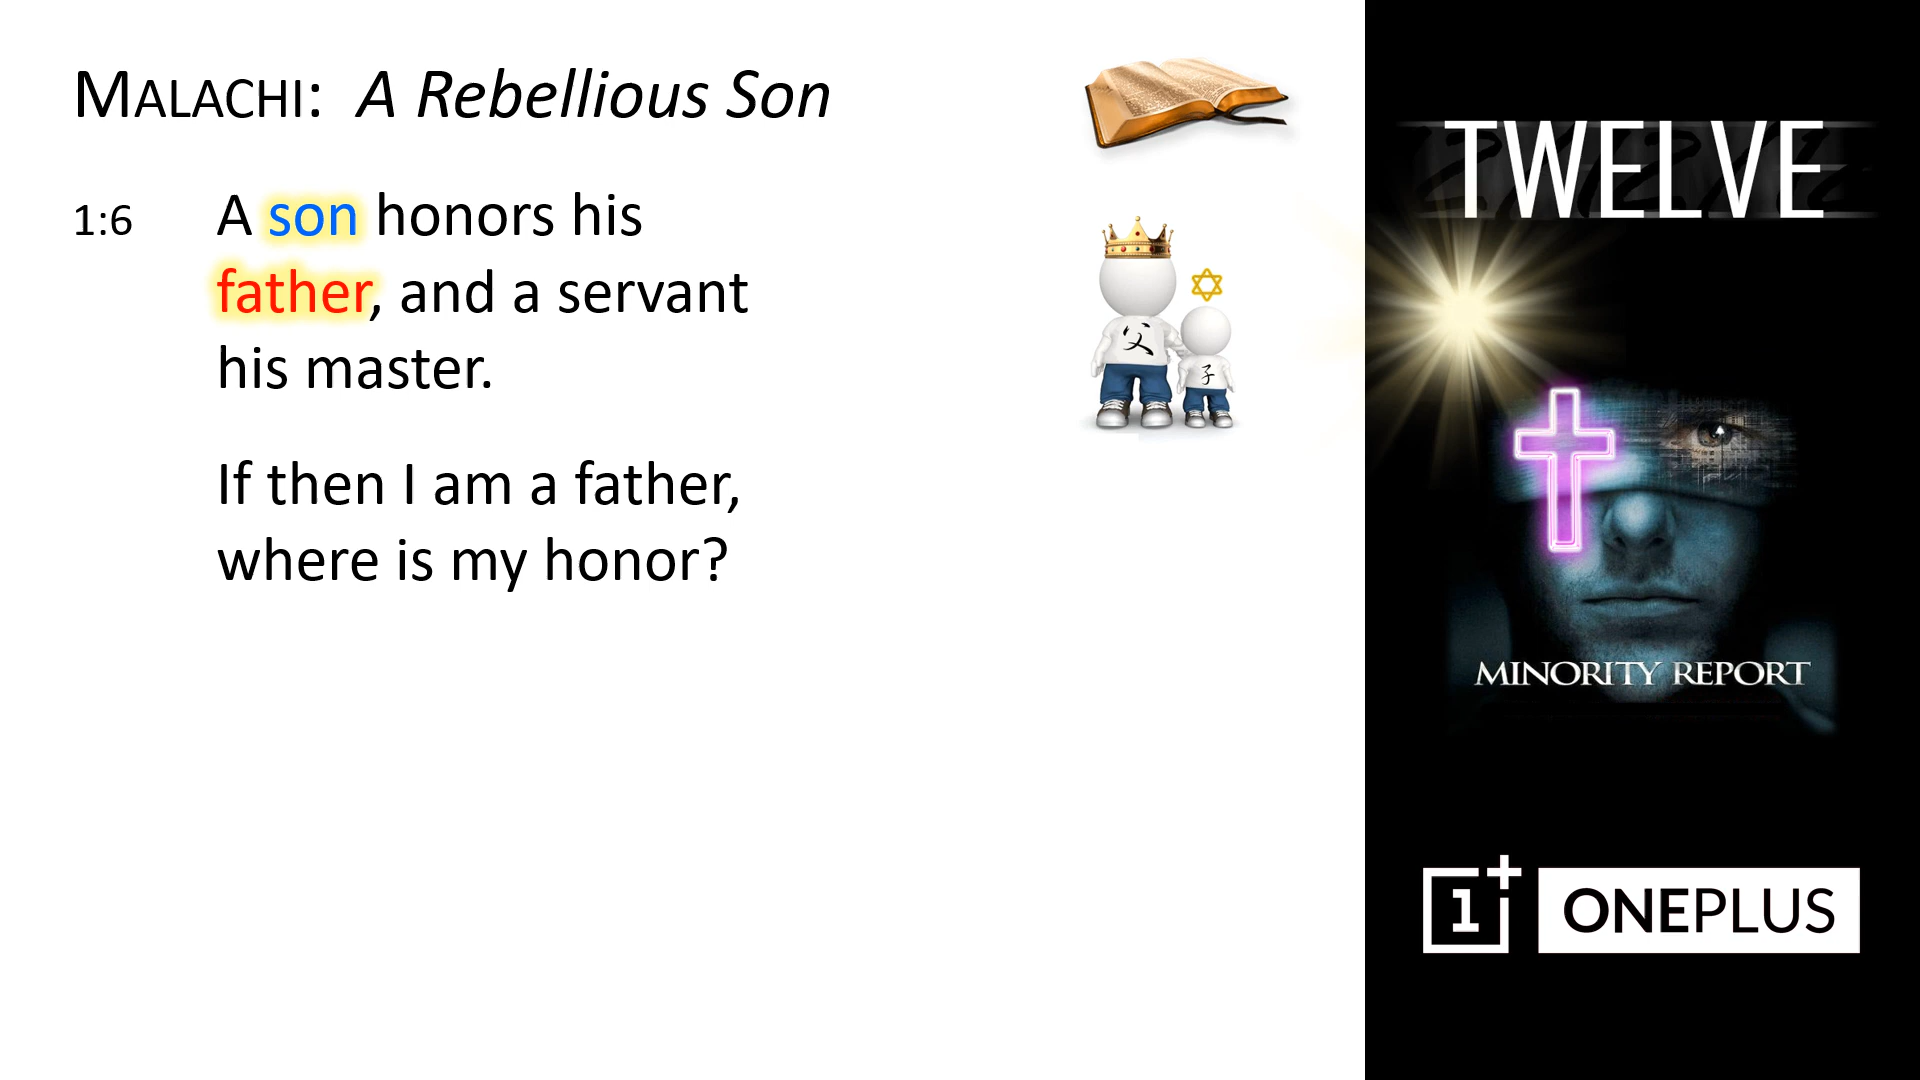 MALACHI: A Rebellious Son
1:6 A son honors his
father, and a servant
his master.
If then I am a father,
where is my honor?
父
子
TWELVE
MINORITY REPORT
1+ ONEPLUS